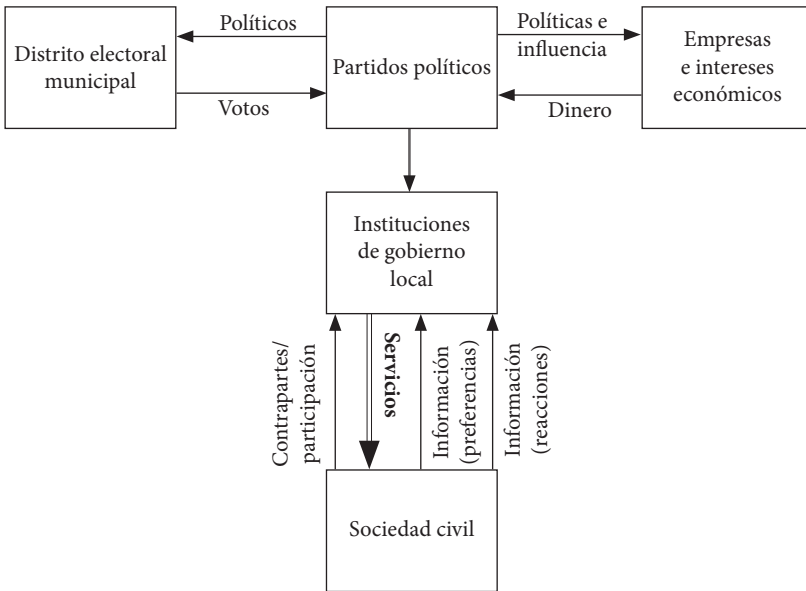 Políticos
Políticas e
influencia
Distrito electoral
municipal
Partidos políticos
Empresas
e intereses
económicos
Votos
Dinero
Instituciones
de gobierno
local
Contrapartes/
participación
Servicios
Información
(preferencias)
Información
(reacciones)
Sociedad civil